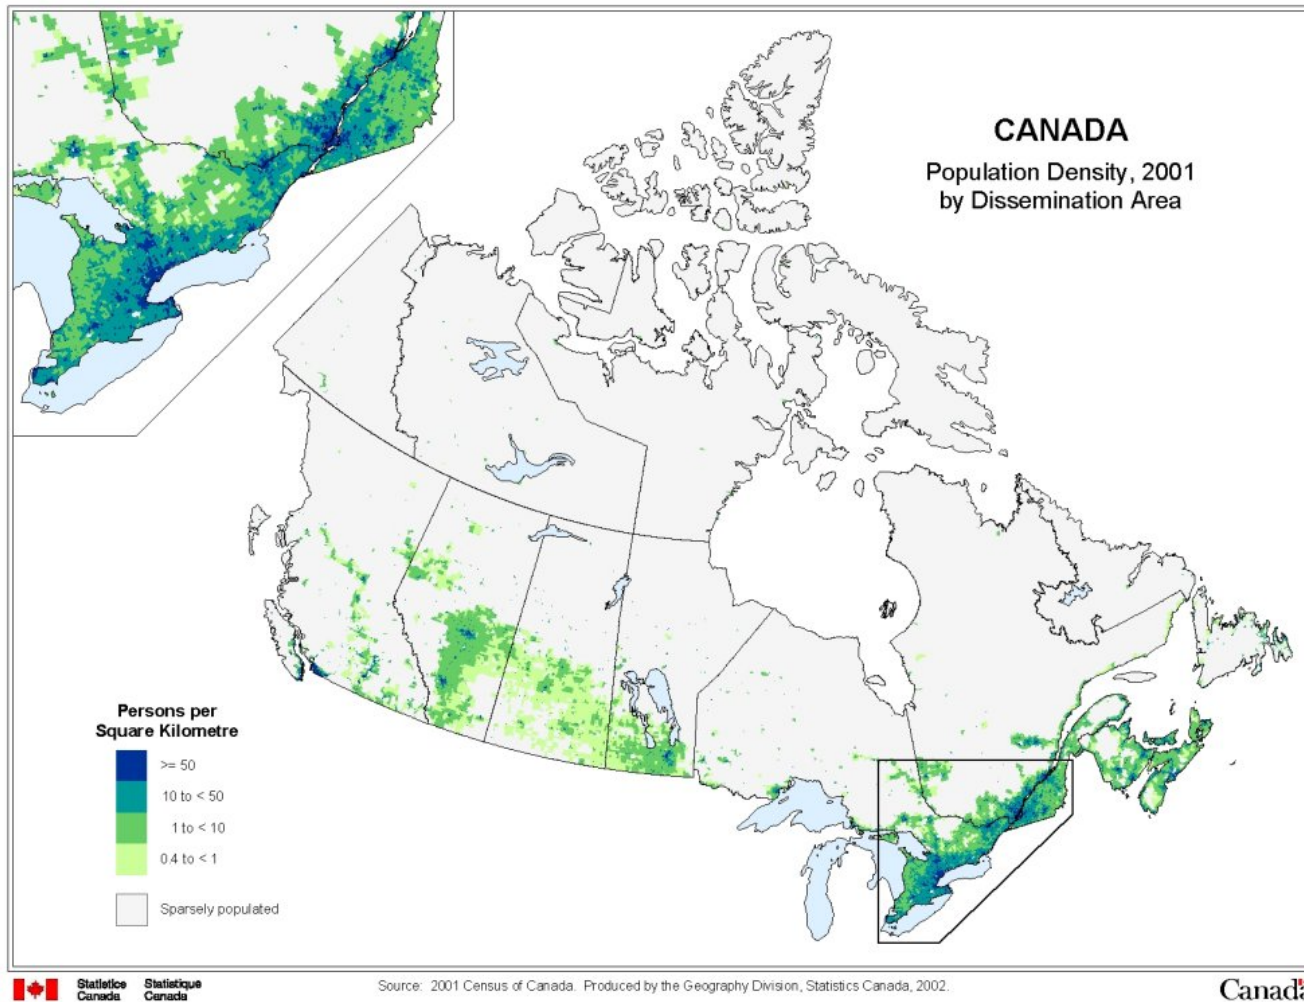 CANADA
Population Density, 2001
by Dissemination Area
Persons per
Square Kilometre
>= 50
10 to < 50
1 to < 10
0.4 to < 1
Sparsely populated
Statistics Statistique
Canada Canada
Source: 2001 Census of Canada. Produced by the Geography Division, Statistics Canada, 2002.
Canada